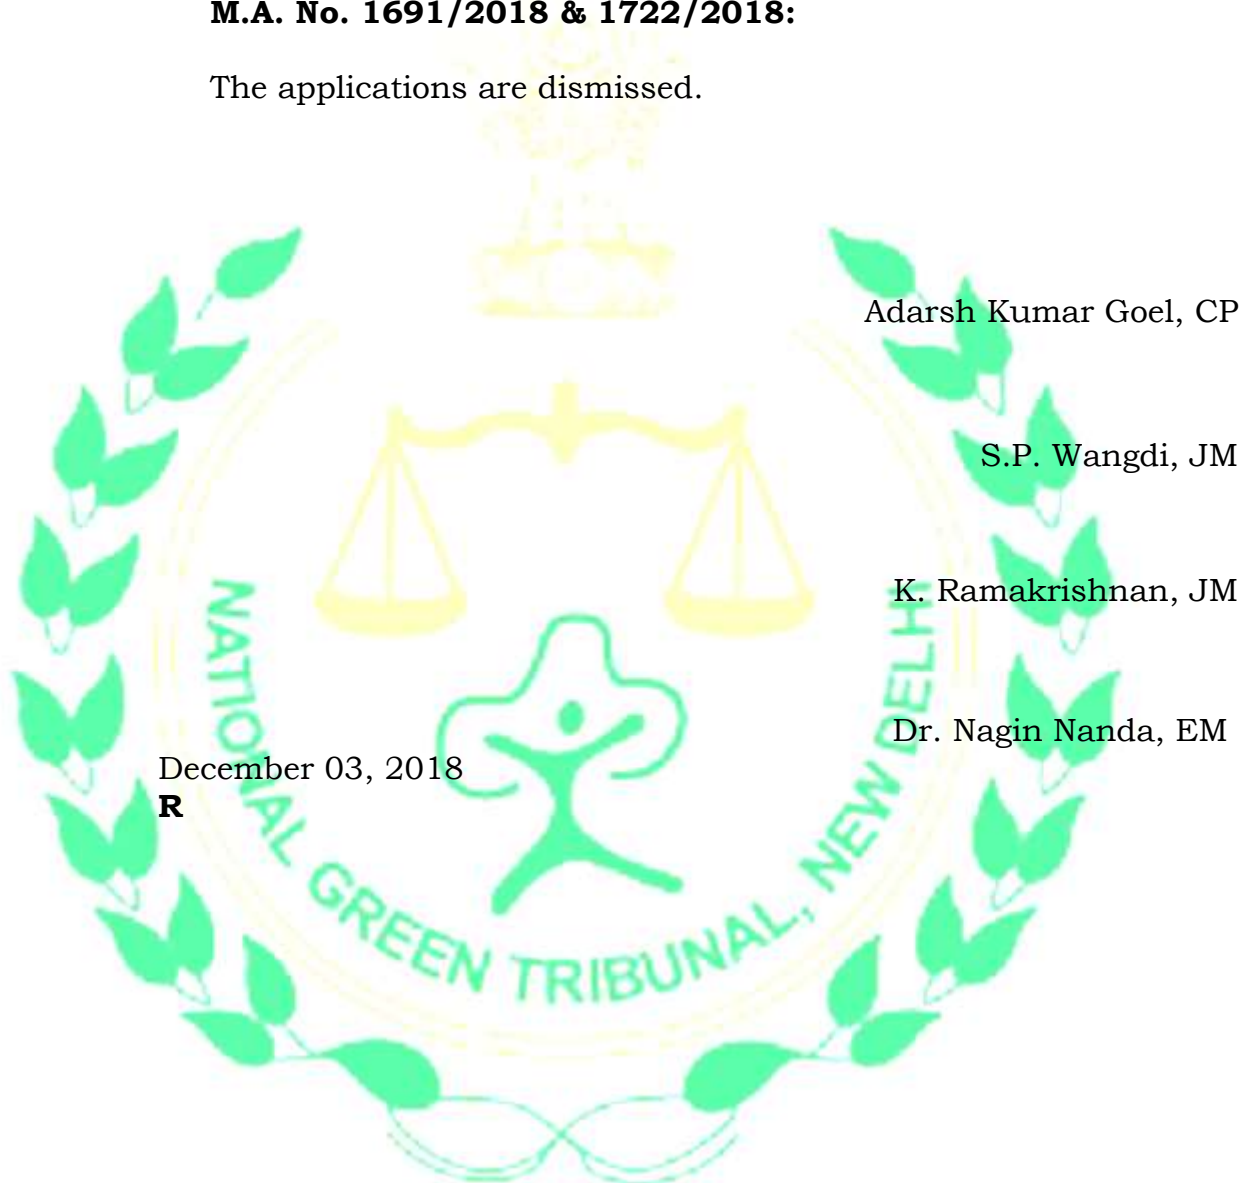 M.A. No. 1691/2018 & 1722/2018:
The applications are dismissed.
Adarsh Kumar Goel, CP
S.P. Wangdi, JM
K. Ramakrishnan, JM
Dr. Nagin Nanda, EM
December 03, 2018
R
NATIONAL GREEN TRIBUNAL, NEW DELHI